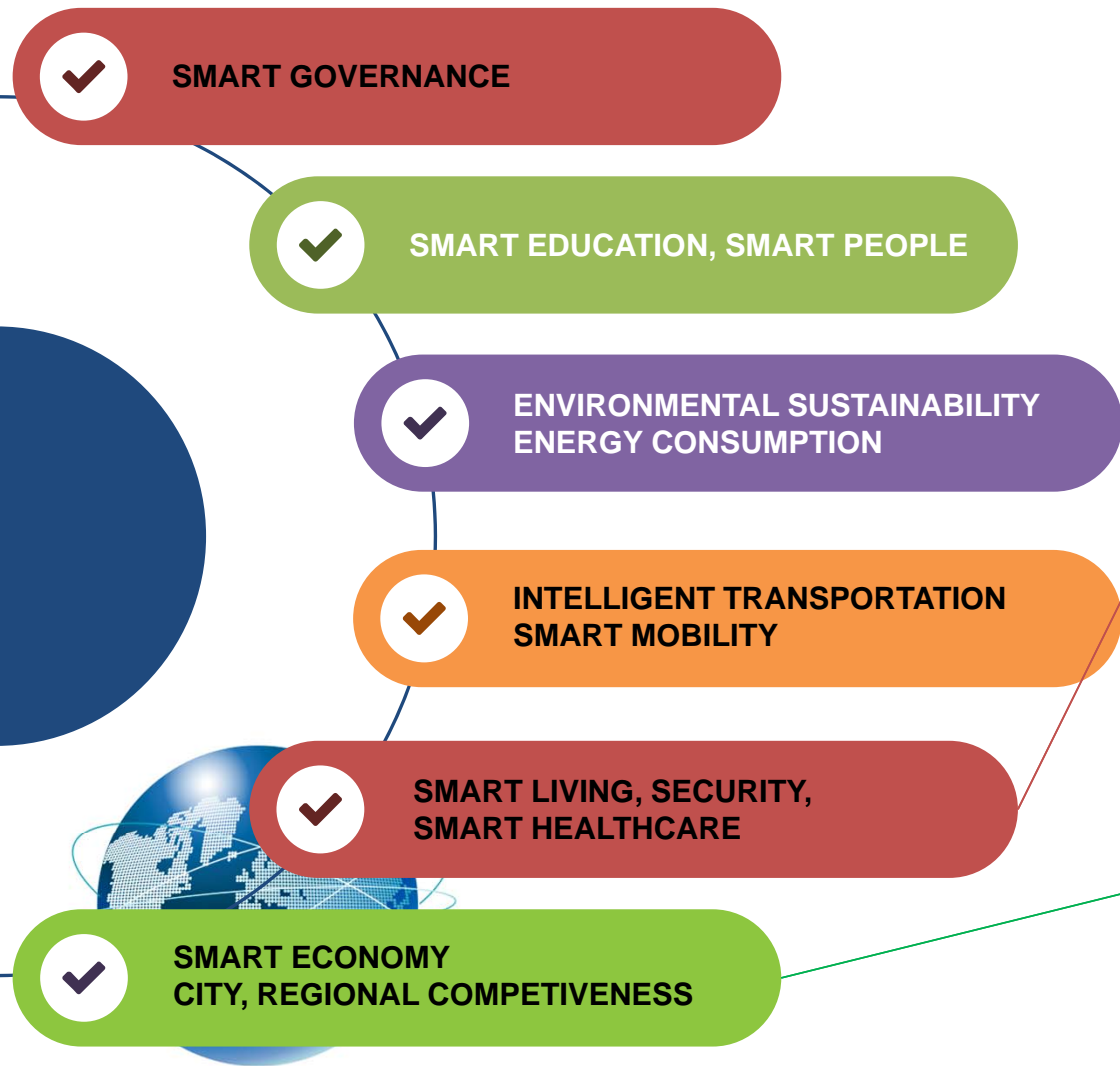 SMART GOVERNANCE
SMART EDUCATION, SMART PEOPLE
ENVIRONMENTAL SUSTAINABILITY
ENERGY CONSUMPTION
INTELLIGENT TRANSPORTATION
SMART MOBILITY
SMART LIVING, SECURITY,
SMART HEALTHCARE
SMART ECONOMY
CITY, REGIONAL COMPETIVENESS